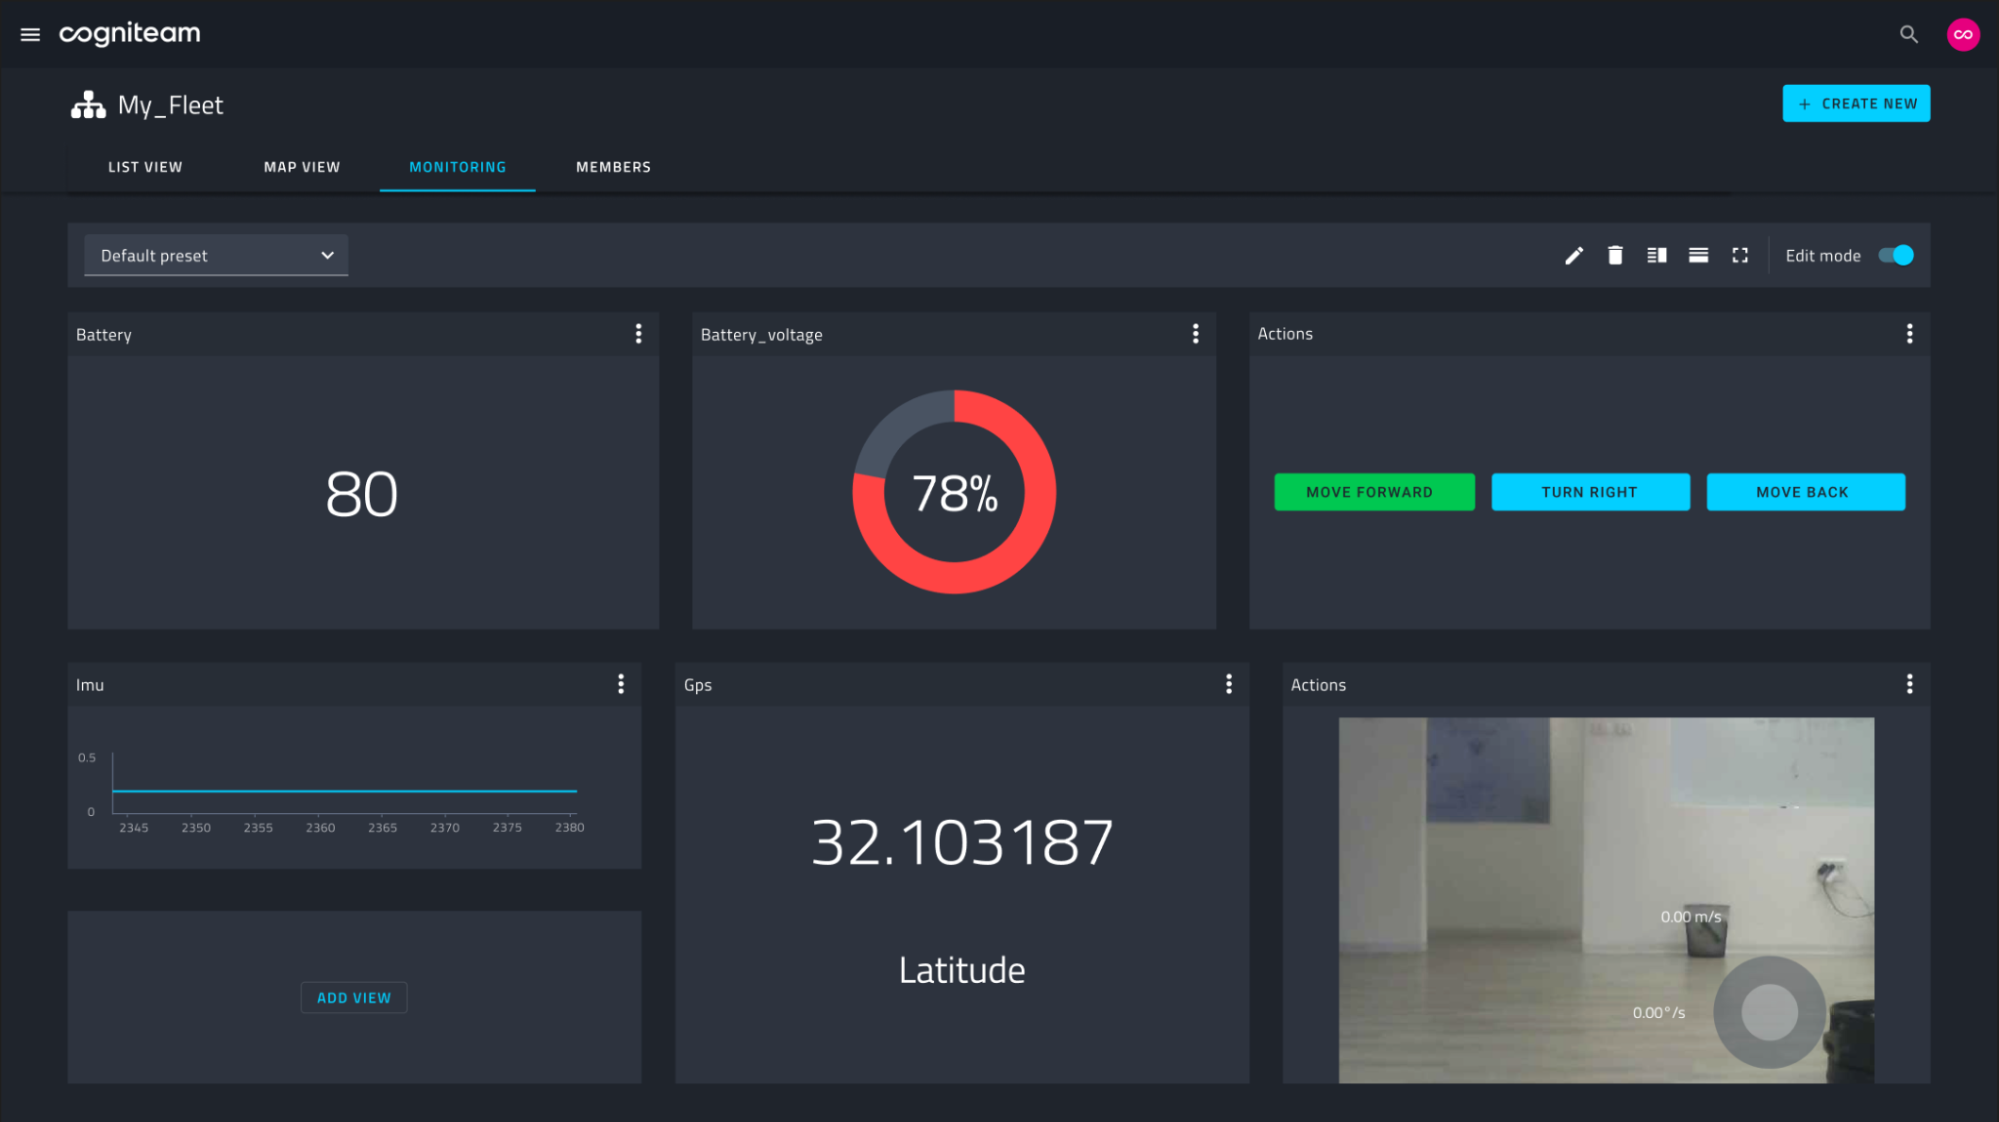 cogniteam
My_Fleet
+ CREATE NEW
LIST VIEW MAP VIEW MONITORING MEMBERS
Default preset
Edit mode
Battery
80
Battery_voltage
78%
Actions
MOVE FORWARD TURN RIGHT MOVE BACK
Imu
0.5
0
2345 2350 2355 2360 2365 2370 2375 2380
ADD VIEW
Gps
32.103187
Latitude
Actions
0.00 m/s
0.00°/s